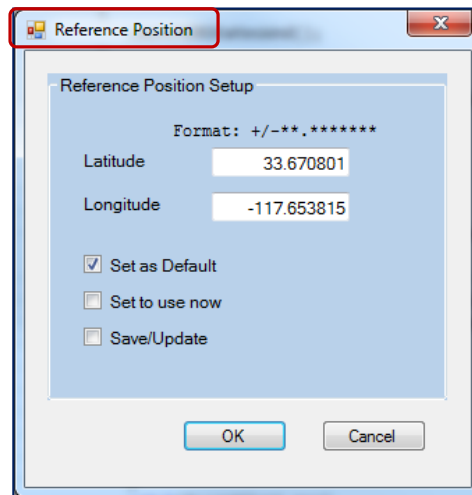 Reference Position
Reference Position Setup
Format: +/-**.*******
Latitude 33.670801
Longitude -117.653815
Set as Default
Set to use now
Save/Update
OK Cancel